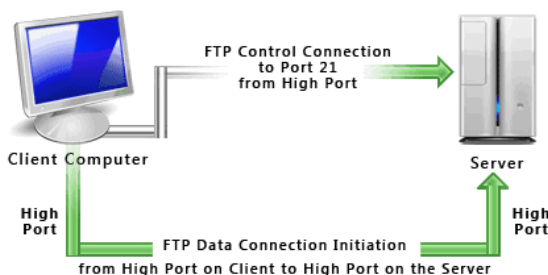 FTP Control Connection
to Port 21
from High Port
Client Computer
Server
High
Port
High
Port
FTP Data Connection Initiation
from High Port on Client to High Port on the Server